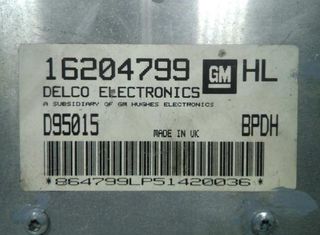 16204799 GM HL
DELCO ELECTRONICS
A SUBSIDIARY OF GM HUGHES ELECTRONICS
D95015 MADE IN UK BPDH
*864799LP51420036*